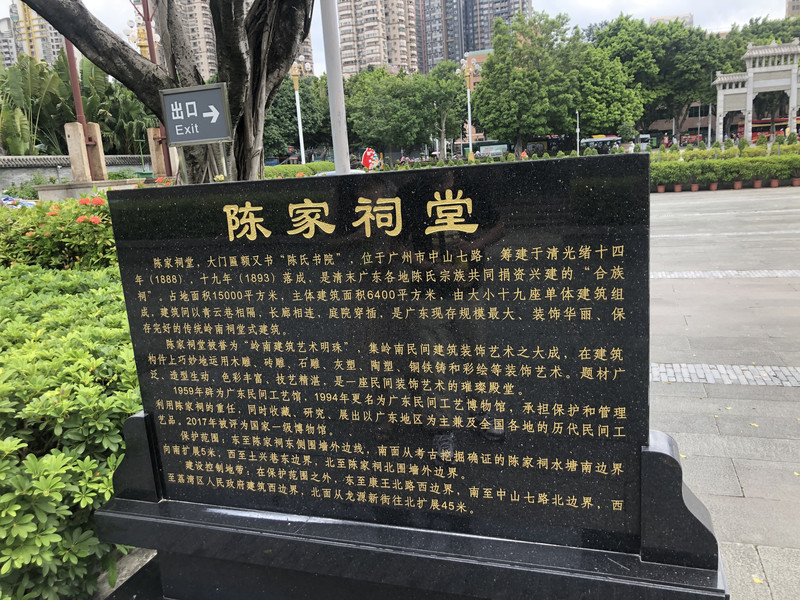 出口
Exit
陈家祠堂
陈家祠堂，大门匾额又书“陈氏书院”，位于广州市中山七路，筹建于清光绪十四
年（1888），十九年（1893）落成，是清末广东各地陈氏宗族共同捐资兴建的“合族
祠”，占地面积15000平方米，主体建筑面积6400平方米，由大小十九座单体建筑组
成，建筑间以青云巷相隔，长廊相连，庭院穿插，是广东现存规模最大、装饰华丽、保
存完好的传统岭南祠堂式建筑。
陈家祠堂被誉为“岭南建筑艺术明珠”，集岭南民间建筑装饰艺术之大成，在建筑
构件上巧妙地运用木雕、砖雕、石雕、灰塑、陶塑、铜铁铸和彩绘等装饰艺术。题材广
泛，造型生动，色彩丰富，技艺精湛，是一座民间装饰艺术的璀璨殿堂。
1959年辟为广东民间工艺馆，1994年更名为广东民间工艺博物馆，承担保护和管理
利用陈家祠的重任，同时收藏、研究、展出以广东地区为主兼及全国各地的历代民间工
艺品，2017年被评为国家一级博物馆。
保护范围：东至陈家祠东侧围墙外边线，南面从考古挖掘确证的陈家祠水塘南边界
向南扩展5米，西至上兴巷东边界，北至陈家祠北围墙外边界。
建设控制地带：在保护范围之外，东至康王北路西边界，南至中山七路北边界，西
至荔湾区人民政府建筑西边界，北面从龙源新街往北扩展45米。